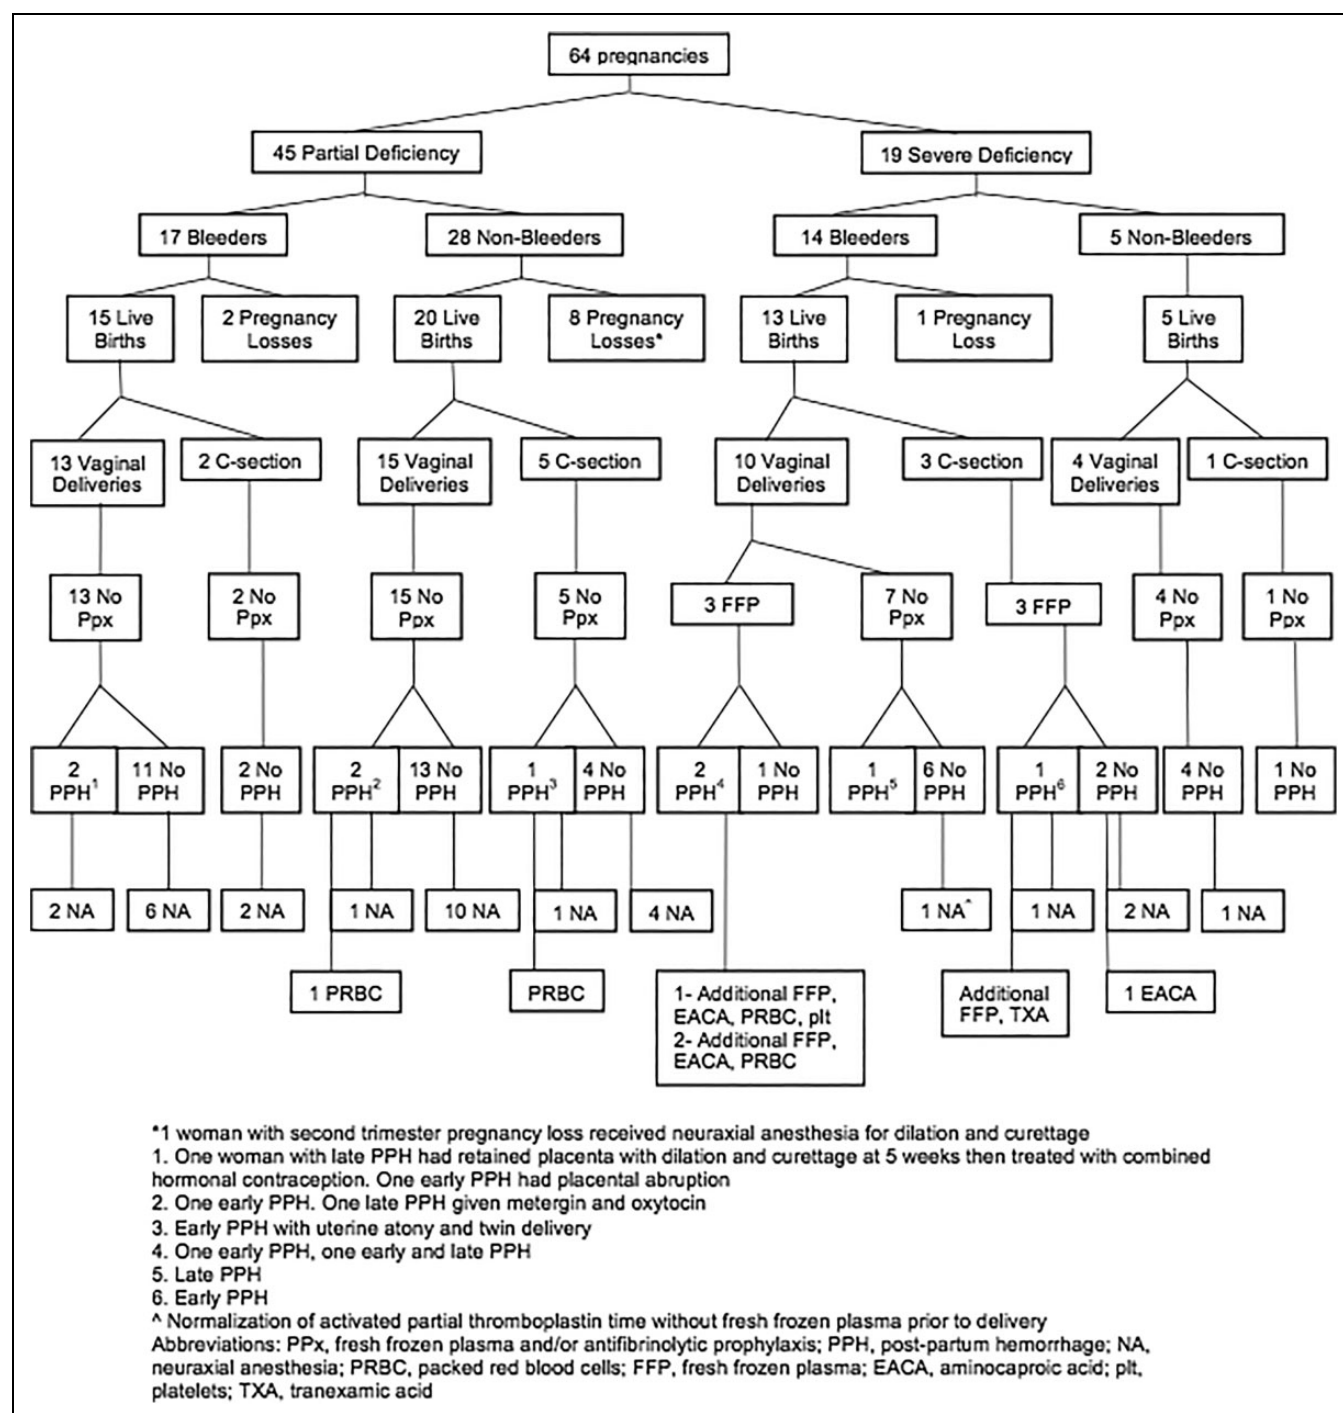 64 pregnancies
45 Partial Deficiency
19 Severe Deficiency
17 Bleeders
28 Non-Bleeders
14 Bleeders
5 Non-Bleeders
15 Live
Births
2 Pregnancy
Losses
20 Live
Births
8 Pregnancy
Losses*
13 Live
Births
1 Pregnancy
Loss
5 Live
Births
13 Vaginal
Deliveries
2 C-section
15 Vaginal
Deliveries
5 C-section
10 Vaginal
Deliveries
3 C-section
4 Vaginal
Deliveries
1 C-section
13 No
Ppx
2 No
Ppx
15 No
Ppx
5 No
Ppx
3 FFP
7 No
Ppx
3 FFP
4 No
Ppx
1 No
Ppx
2
PPH¹
11 No
PPH
2 No
PPH
2
PPH²
13 No
PPH
1
PPH³
4 No
PPH
2
PPH⁴
1 No
PPH
1
PPH⁵
6 No
PPH
1
PPH⁶
2 No
PPH
4 No
PPH
1 No
PPH
2 NA
6 NA
2 NA
1 NA
10 NA
1 NA
4 NA
1 NA^
1 NA
2 NA
1 NA
1 PRBC
PRBC
1- Additional FFP,
EACA, PRBC, plt
2- Additional FFP,
EACA, PRBC
Additional
FFP, TXA
1 EACA
*1 woman with second trimester pregnancy loss received neuraxial anesthesia for dilation and curettage
1. One woman with late PPH had retained placenta with dilation and curettage at 5 weeks then treated with combined
hormonal contraception. One early PPH had placental abruption
2. One early PPH. One late PPH given metergin and oxytocin
3. Early PPH with uterine atony and twin delivery
4. One early PPH, one early and late PPH
5. Late PPH
6. Early PPH
^ Normalization of activated partial thromboplastin time without fresh frozen plasma prior to delivery
Abbreviations: PPx, fresh frozen plasma and/or antifibrinolytic prophylaxis; PPH, post-partum hemorrhage; NA,
neuraxial anesthesia; PRBC, packed red blood cells; FFP, fresh frozen plasma; EACA, aminocaproic acid; plt,
platelets; TXA, tranexamic acid